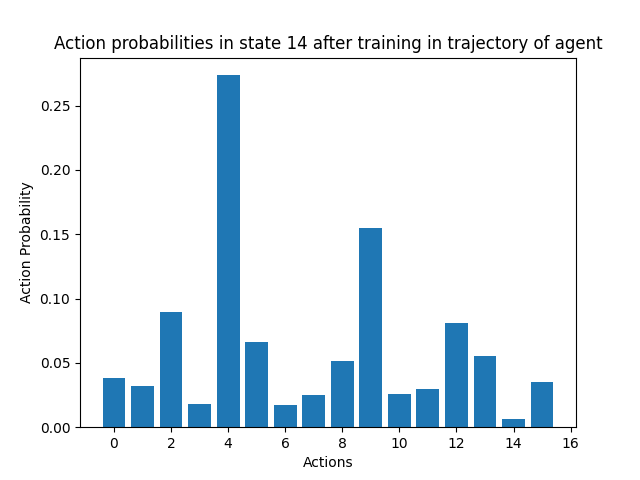 Action probabilities in state 14 after training in trajectory of agent
0.25
0.20
0.15
0.10
0.05
0.00
Action Probability
0 2 4 6 8 10 12 14 16
Actions